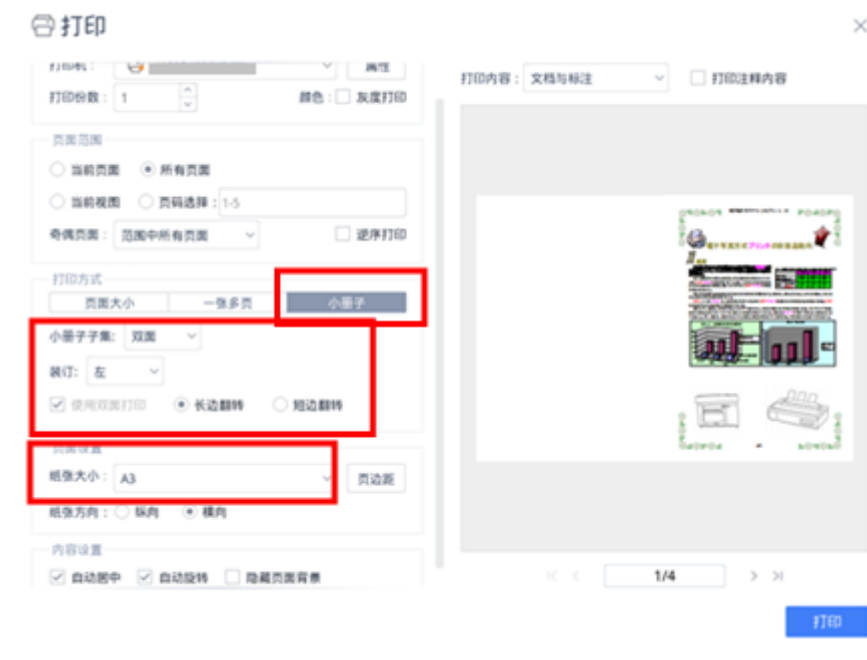 打印
打印机：
属性
打印份数： 1
颜色： 灰度打印
页面范围
当前页面 所有页面
当前视图 页码选择： 1-5
奇偶页面： 范围中所有页面 逆序打印
打印方式
页面大小 一张多页 小册子
小册子子集: 双面
装订: 左
使用双面打印 长边翻转 短边翻转
页面设置
纸张大小： A3 页边距
纸张方向： 纵向 横向
内容设置
自动居中 自动旋转 隐藏页面背景
打印内容： 文档与标注 打印注释内容
1/4
打印